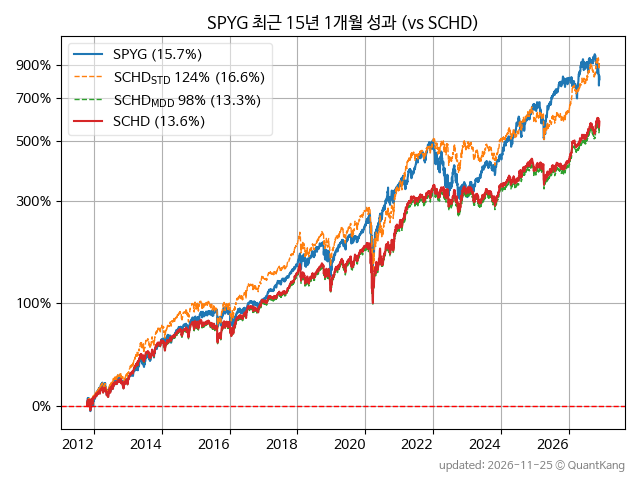 SPYG 최근 15년 1개월 성과 (vs SCHD)
SPYG (15.7%)
SCHD_STD 124% (16.6%)
SCHD_MDD 98% (13.3%)
SCHD (13.6%)
900%
700%
500%
300%
100%
0%
2012 2014 2016 2018 2020 2022 2024 2026
updated: 2026-11-25 © QuantKang